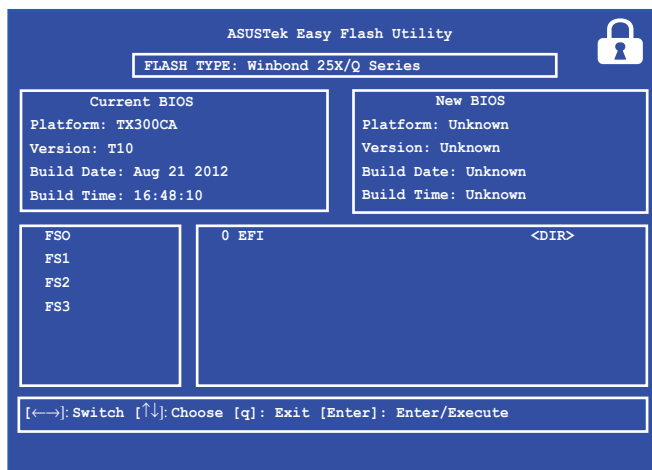 ASUSTek Easy Flash Utility
FLASH TYPE: Winbond 25X/Q Series
Current BIOS
Platform: TX300CA
Version: T10
Build Date: Aug 21 2012
Build Time: 16:48:10
New BIOS
Platform: Unknown
Version: Unknown
Build Date: Unknown
Build Time: Unknown
FSO
FS1
FS2
FS3
0 EFI <DIR>
[←→]: Switch [↑↓]: Choose [q]: Exit [Enter]: Enter/Execute